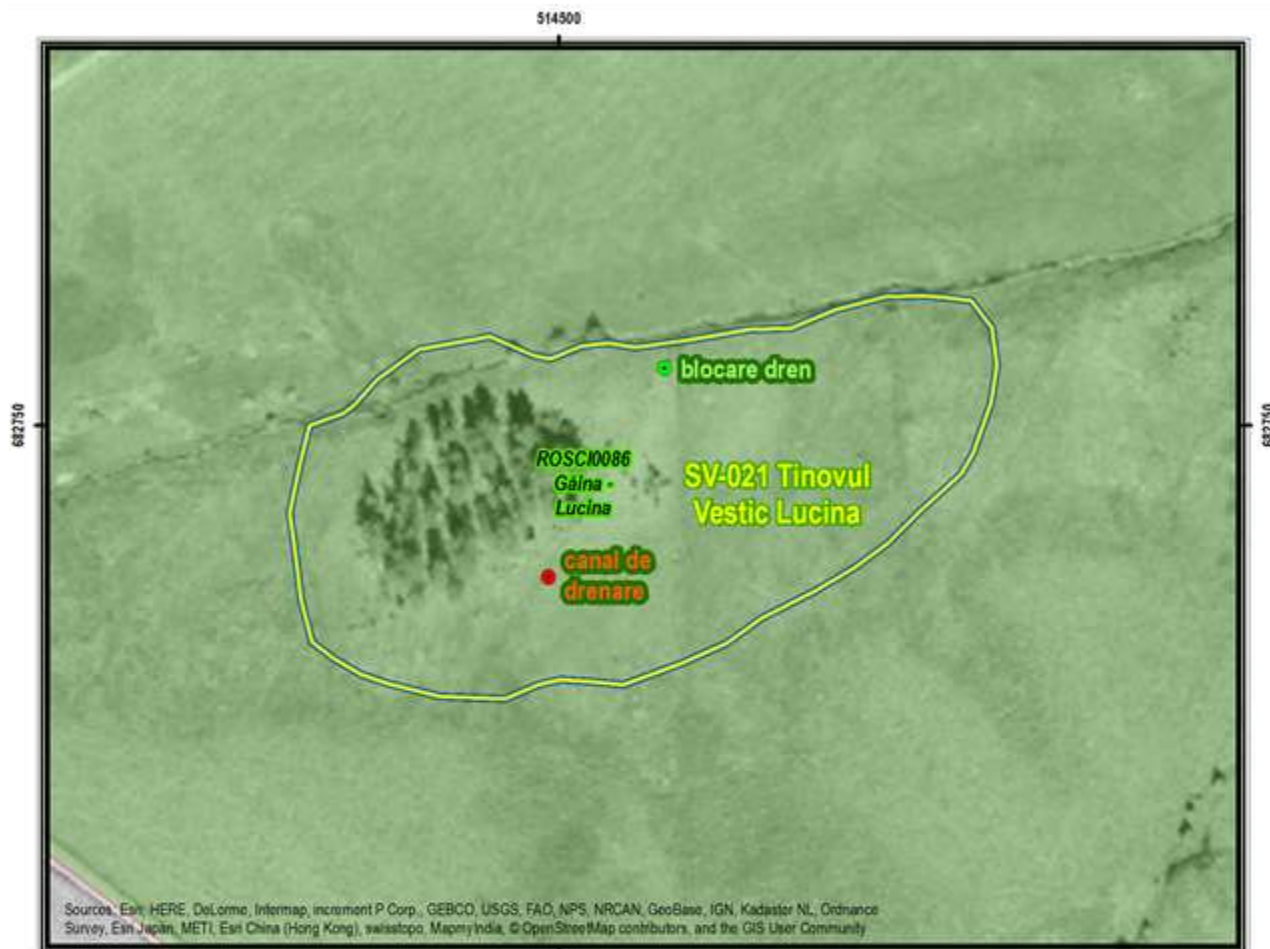 514500
682750
682750
blocare dren
ROSCI0086
Găina -
Lucina
SV-021 Tinovul
Vestic Lucina
canal de
drenare
Sources: Esri, HERE, DeLorme, Intermap, increment P Corp., GEBCO, USGS, FAO, NPS, NRCAN, GeoBase, IGN, Kadaster NL, Ordnance
Survey, Esri Japan, METI, Esri China (Hong Kong), swisstopo, MapmyIndia, © OpenStreetMap contributors, and the GIS User Community